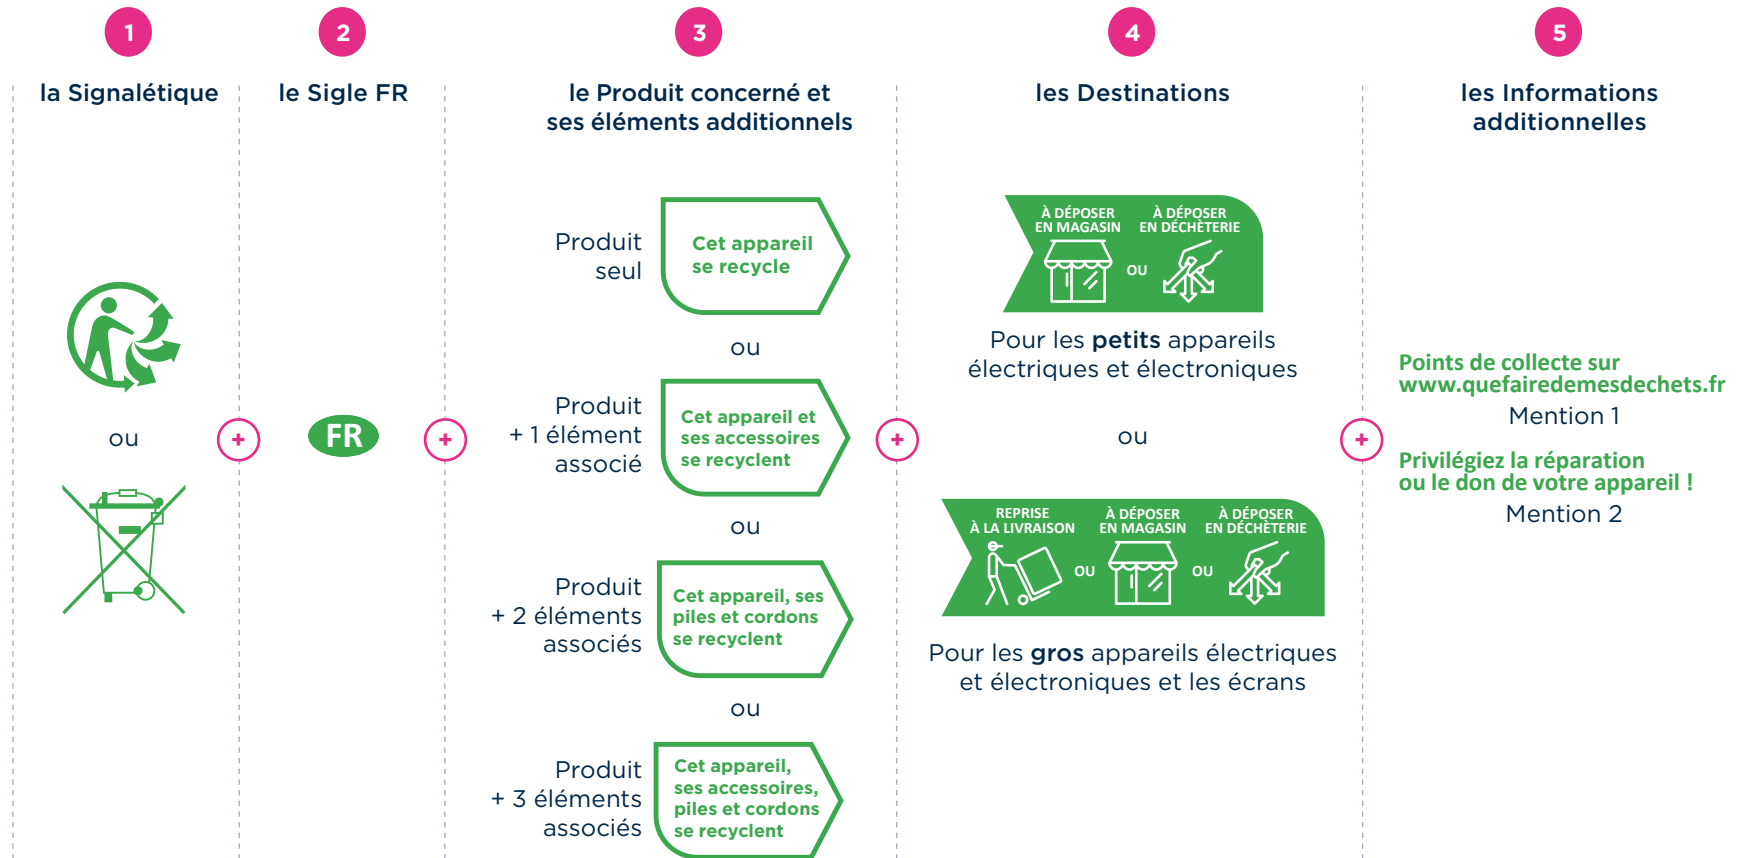 1
la Signalétique
ou
2
le Sigle FR
FR
3
le Produit concerné et
ses éléments additionnels
Produit
seul
Cet appareil
se recycle
ou
Produit
+ 1 élément
associé
Cet appareil et
ses accessoires
se recyclent
ou
Produit
+ 2 éléments
associés
Cet appareil, ses
piles et cordons
se recyclent
ou
Produit
+ 3 éléments
associés
Cet appareil,
ses accessoires,
piles et cordons
se recyclent
4
les Destinations
À DÉPOSER
EN MAGASIN
OU
À DÉPOSER
EN DÉCHÈTERIE
Pour les petits appareils
électriques et électroniques
ou
REPRISE
À LA LIVRAISON
OU
À DÉPOSER
EN MAGASIN
OU
À DÉPOSER
EN DÉCHÈTERIE
Pour les gros appareils électriques
et électroniques et les écrans
5
les Informations
additionnelles
Points de collecte sur
www.quefairedemesdechets.fr
Mention 1
Privilégiez la réparation
ou le don de votre appareil !
Mention 2